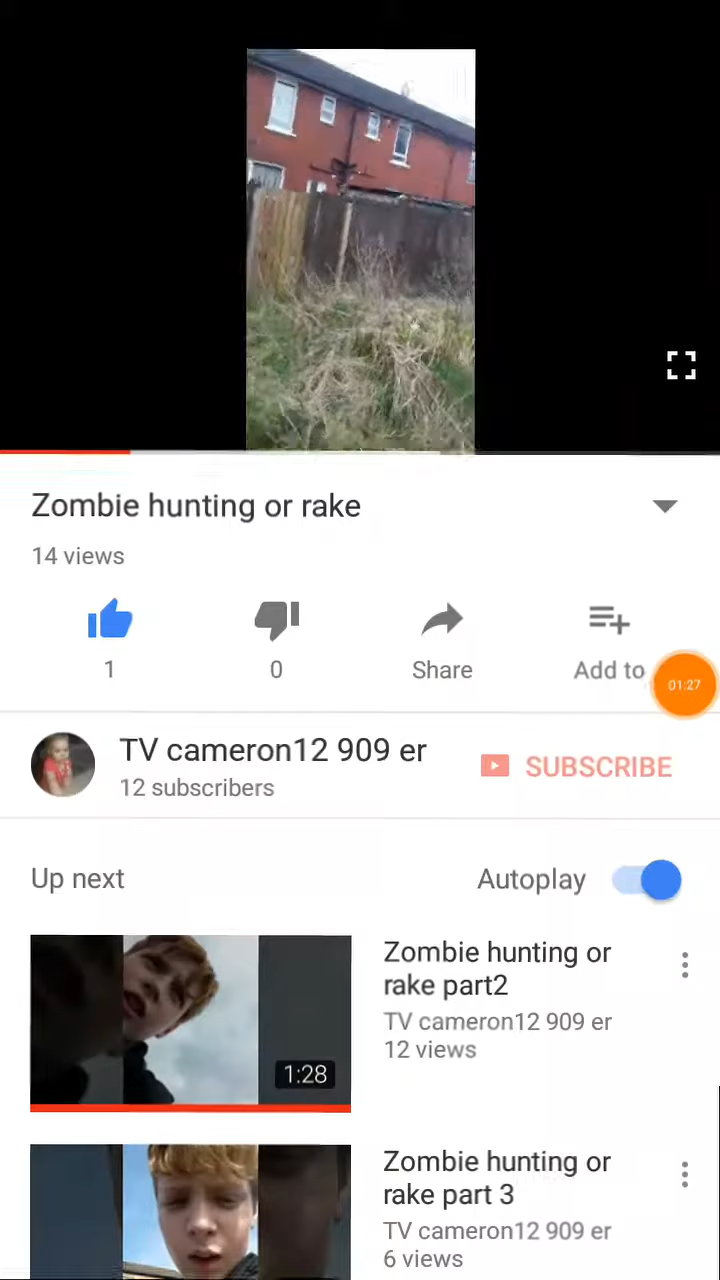 Zombie hunting or rake
14 views
1
0
Share
Add to
01:27
TV cameron12 909 er
12 subscribers
SUBSCRIBE
Up next
Autoplay
Zombie hunting or
rake part2
TV cameron12 909 er
12 views
1:28
Zombie hunting or
rake part 3
TV cameron12 909 er
6 views